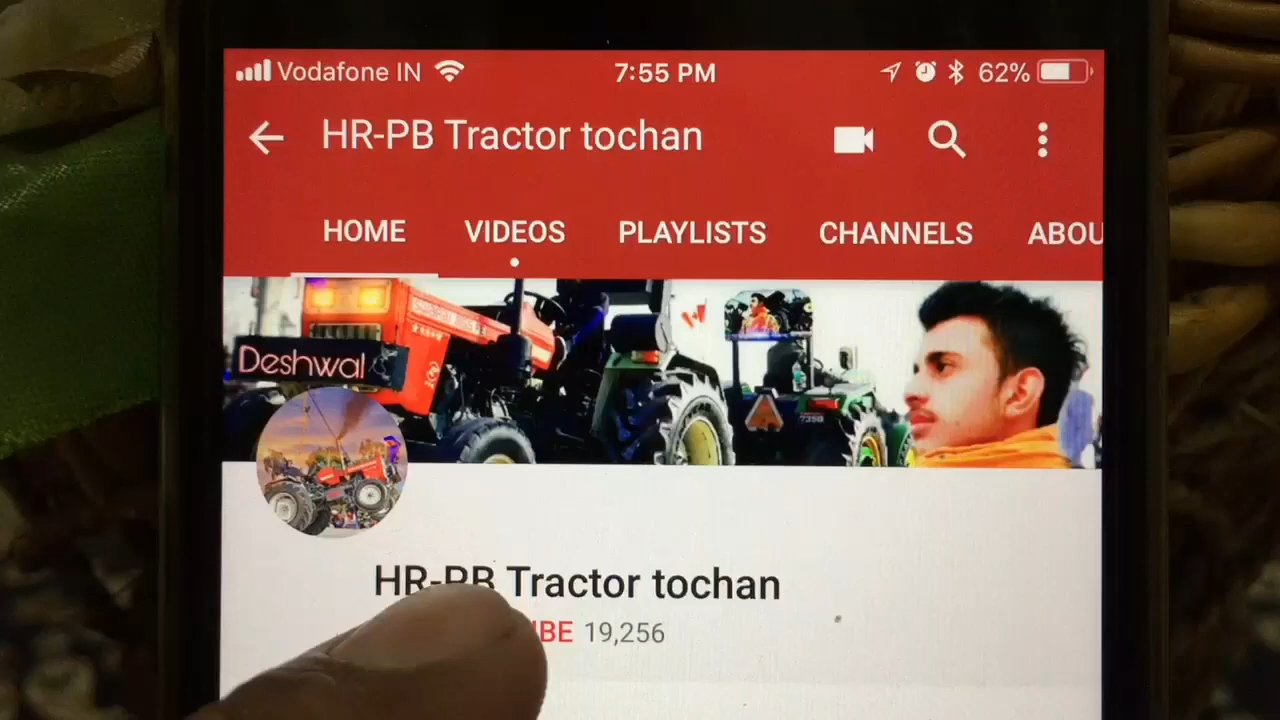 Vodafone IN 7:55 PM 62%
HR-PB Tractor tochan
HOME VIDEOS PLAYLISTS CHANNELS ABOU
Deshwal
HR-PB Tractor tochan
IBE 19,256